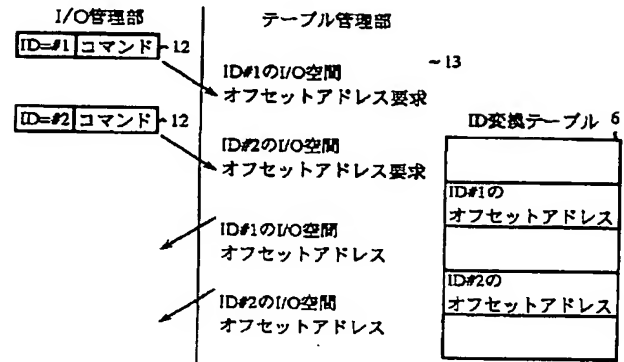 I/O管理部
テーブル管理部
ID=#1 コマンド 12
~13
ID#1のI/O空間
オフセットアドレス要求
ID=#2 コマンド 12
ID#2のI/O空間
オフセットアドレス要求
ID変換テーブル 6
ID#1の
オフセットアドレス
ID#1のI/O空間
オフセットアドレス
ID#2の
オフセットアドレス
ID#2のI/O空間
オフセットアドレス